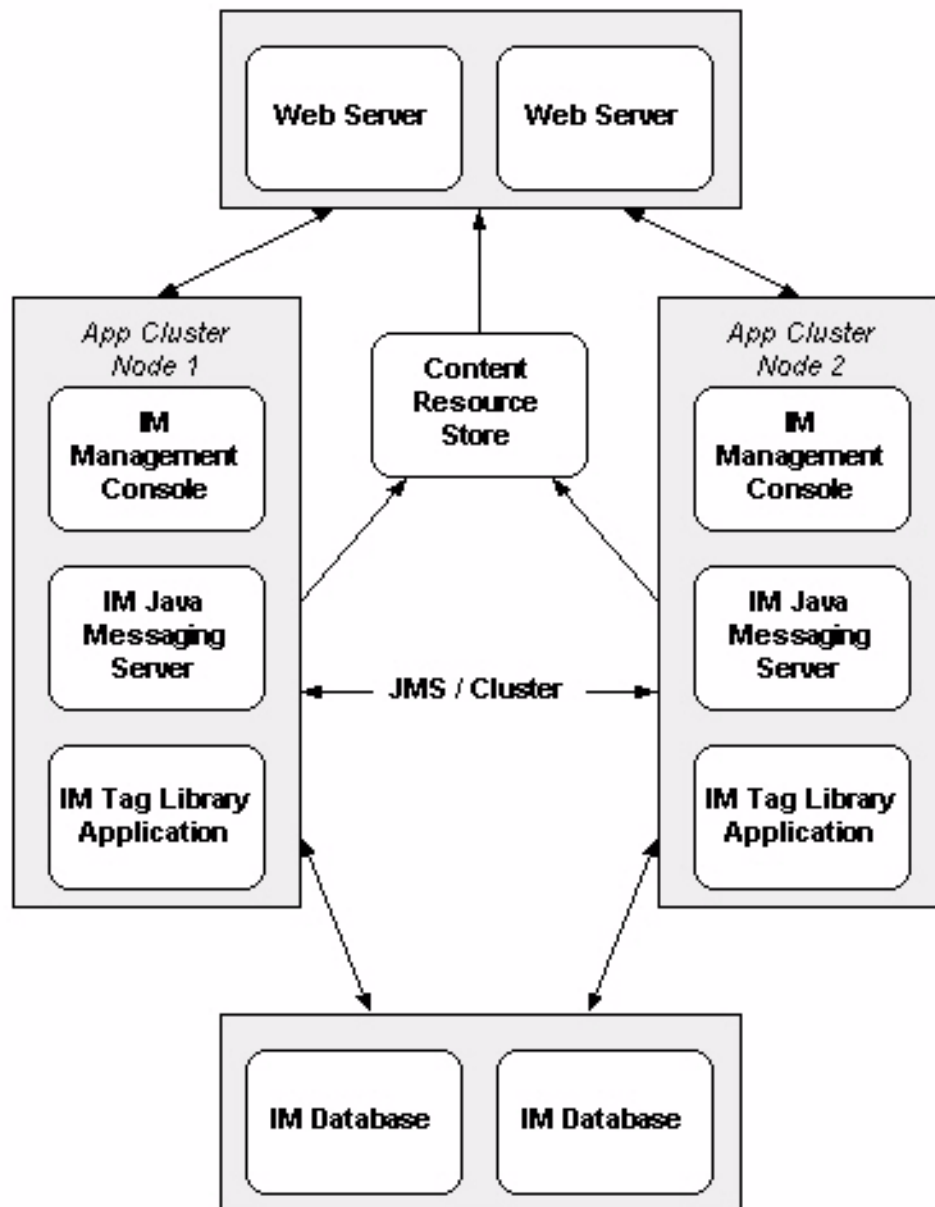 Web Server
Web Server
App Cluster
Node 1
IM
Management
Console
IM Java
Messaging
Server
IM Tag Library
Application
Content
Resource
Store
JMS / Cluster
App Cluster
Node 2
IM
Management
Console
IM Java
Messaging
Server
IM Tag Library
Application
IM Database
IM Database